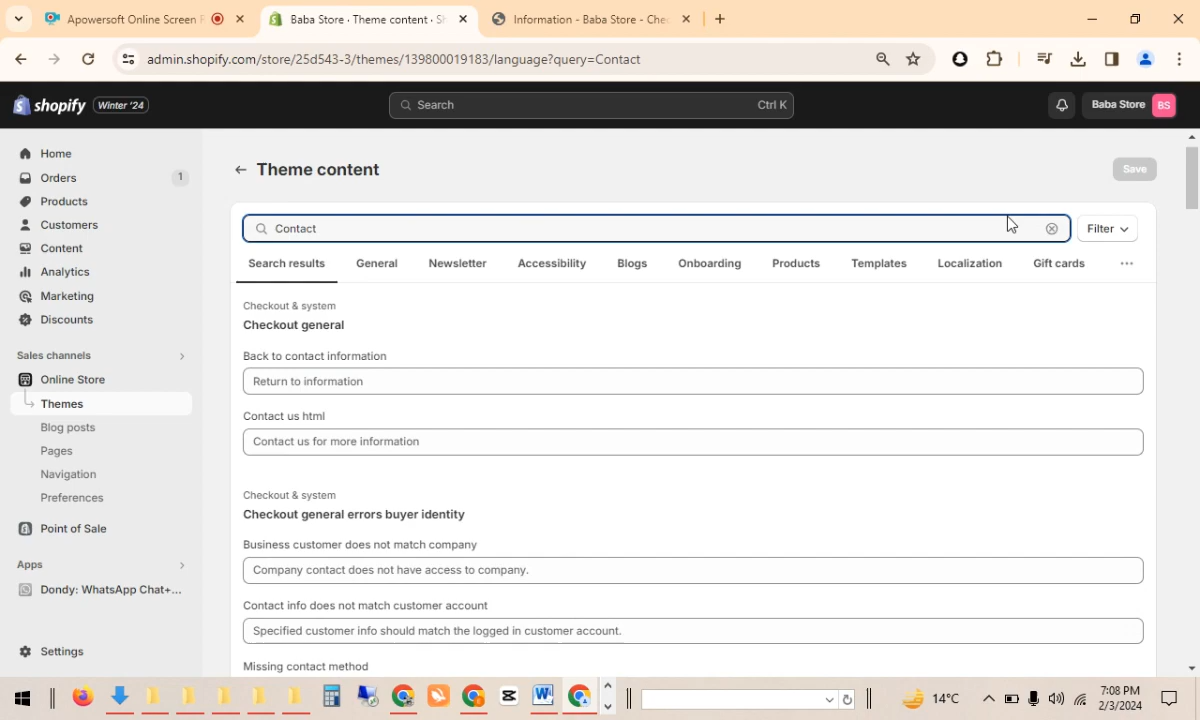 Apowersoft Online Screen R
Baba Store · Theme content · S
Information - Baba Store - Che
admin.shopify.com/store/25d543-3/themes/139800019183/language?query=Contact
shopify
Winter '24
Search
Ctrl K
Baba Store
BS
Home
Orders
1
Products
Customers
Content
Analytics
Marketing
Discounts
Sales channels
Online Store
Themes
Blog posts
Pages
Navigation
Preferences
Point of Sale
Apps
Dondy: WhatsApp Chat+...
Settings
Theme content
Save
Contact
Filter
Search results
General
Newsletter
Accessibility
Blogs
Onboarding
Products
Templates
Localization
Gift cards
Checkout & system
Checkout general
Back to contact information
Return to information
Contact us html
Contact us for more information
Checkout & system
Checkout general errors buyer identity
Business customer does not match company
Company contact does not have access to company.
Contact info does not match customer account
Specified customer info should match the logged in customer account.
Missing contact method
14°C
7:08 PM
2/3/2024